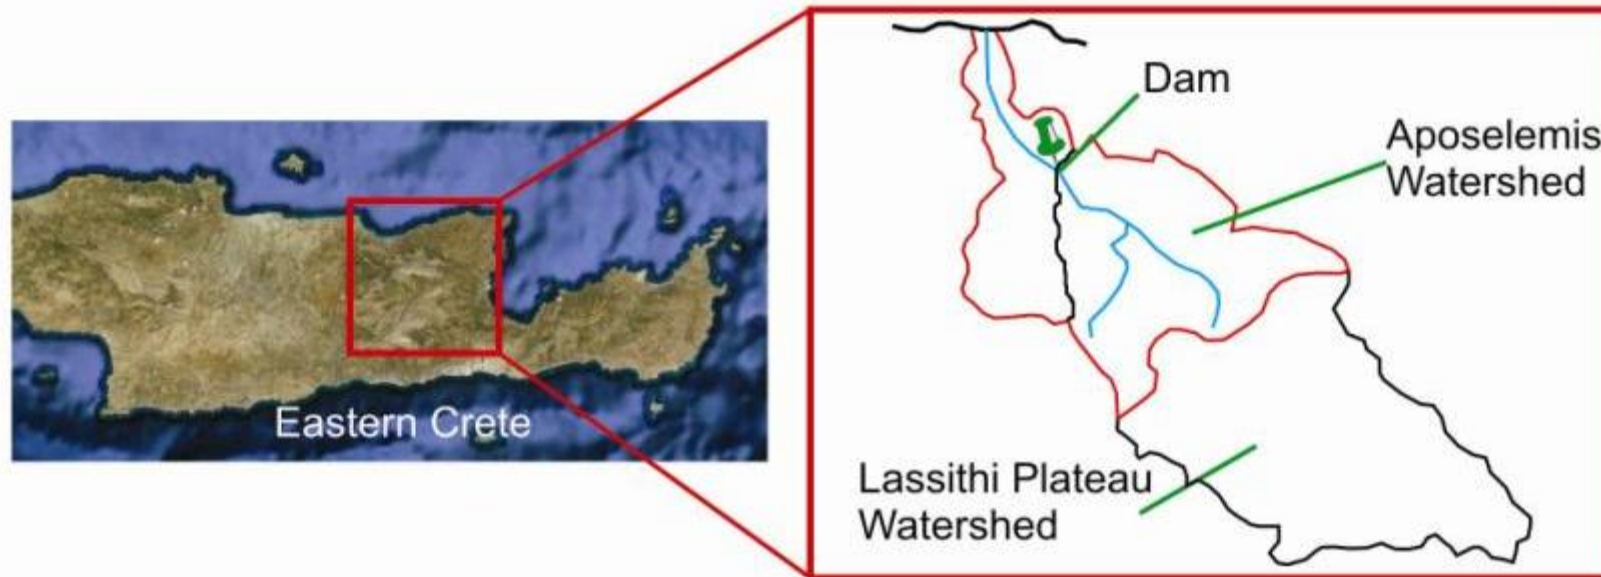 Eastern Crete
Dam
Aposelemis
Watershed
Lassithi Plateau
Watershed